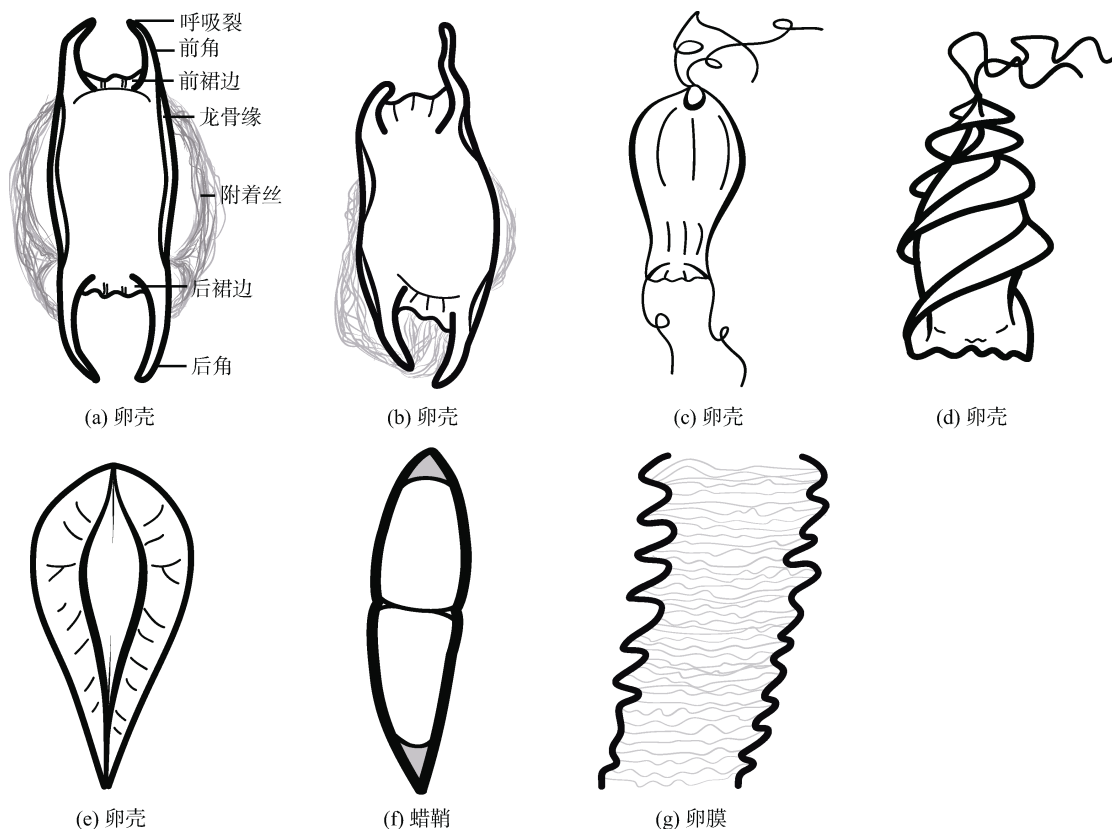 呼吸裂
前角
前裙边
龙骨缘
附着丝
后裙边
后角
(a) 卵壳
(b) 卵壳
(c) 卵壳
(d) 卵壳
(e) 卵壳
(f) 蜡鞘
(g) 卵膜